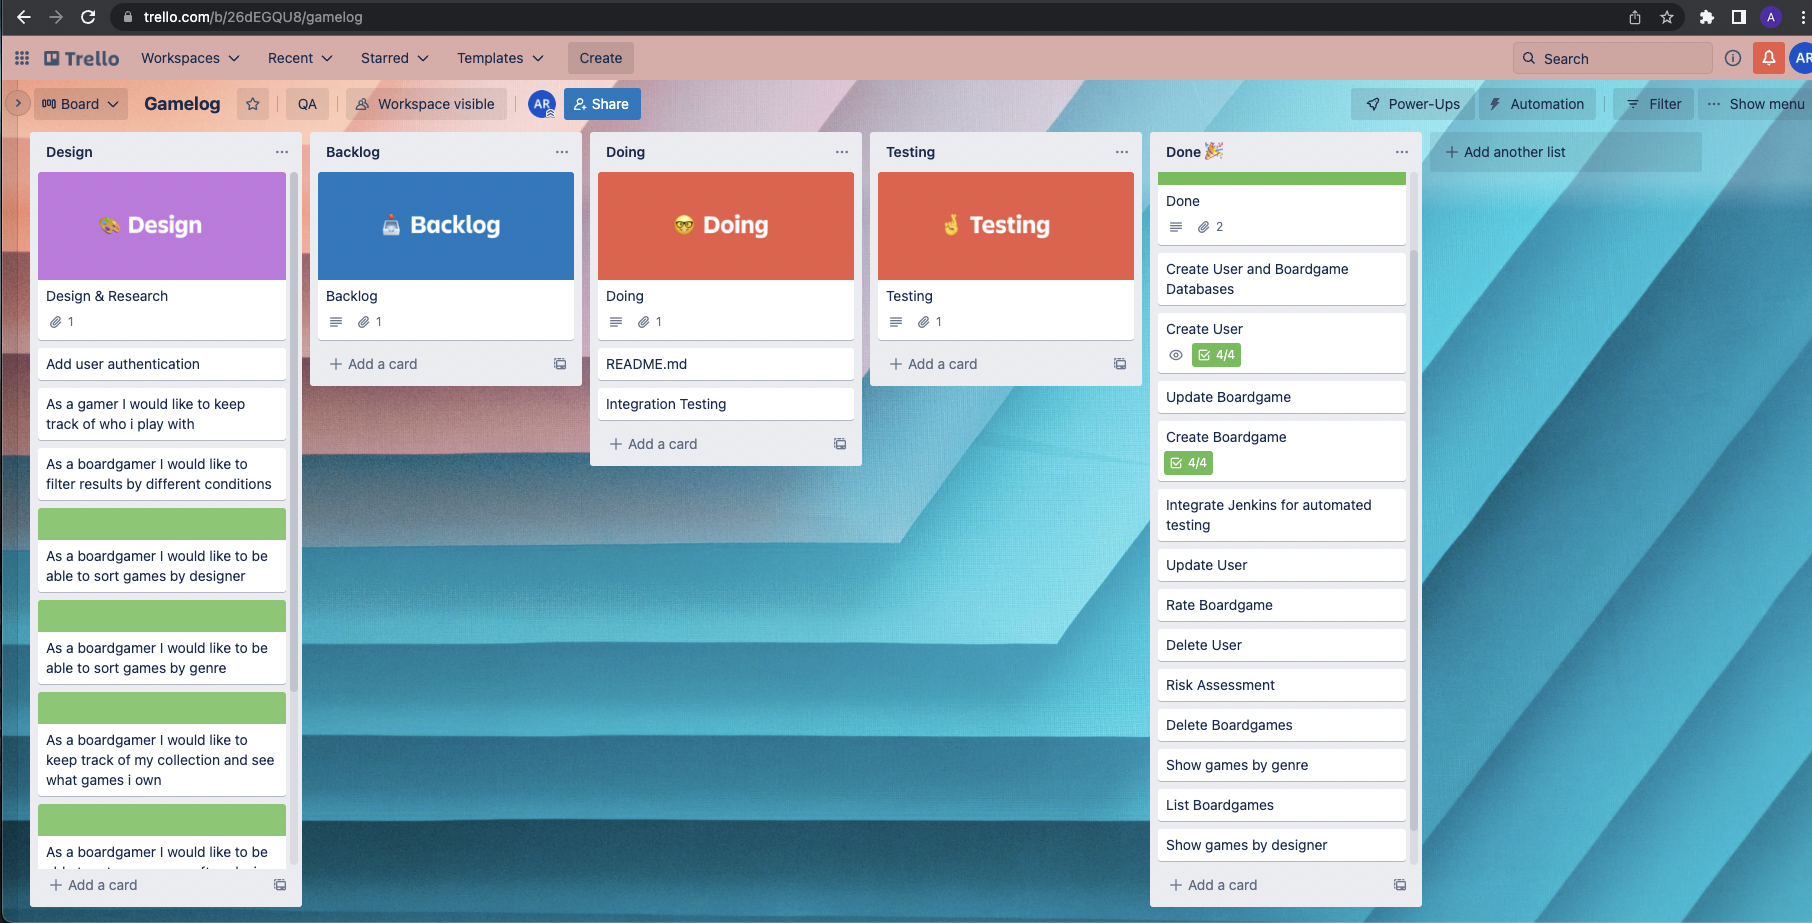 trello.com/b/26dEGQU8/gamelog
A
Trello
Workspaces
Recent
Starred
Templates
Create
Search
AR
Board
Gamelog
QA
Workspace visible
AR
Share
Power-Ups
Automation
Filter
Show menu
Design
Design
Design & Research
1
Add user authentication
As a gamer I would like to keep
track of who i play with
As a boardgamer I would like to
filter results by different conditions
As a boardgamer I would like to be
able to sort games by designer
As a boardgamer I would like to be
able to sort games by genre
As a boardgamer I would like to
keep track of my collection and see
what games i own
As a boardgamer I would like to be
Add a card
Backlog
Backlog
Backlog
1
Add a card
Doing
Doing
Doing
1
README.md
Integration Testing
Add a card
Testing
Testing
Testing
1
Add a card
Done
Done
2
Create User and Boardgame
Databases
Create User
4/4
Update Boardgame
Create Boardgame
4/4
Integrate Jenkins for automated
testing
Update User
Rate Boardgame
Delete User
Risk Assessment
Delete Boardgames
Show games by genre
List Boardgames
Show games by designer
Add a card
Add another list